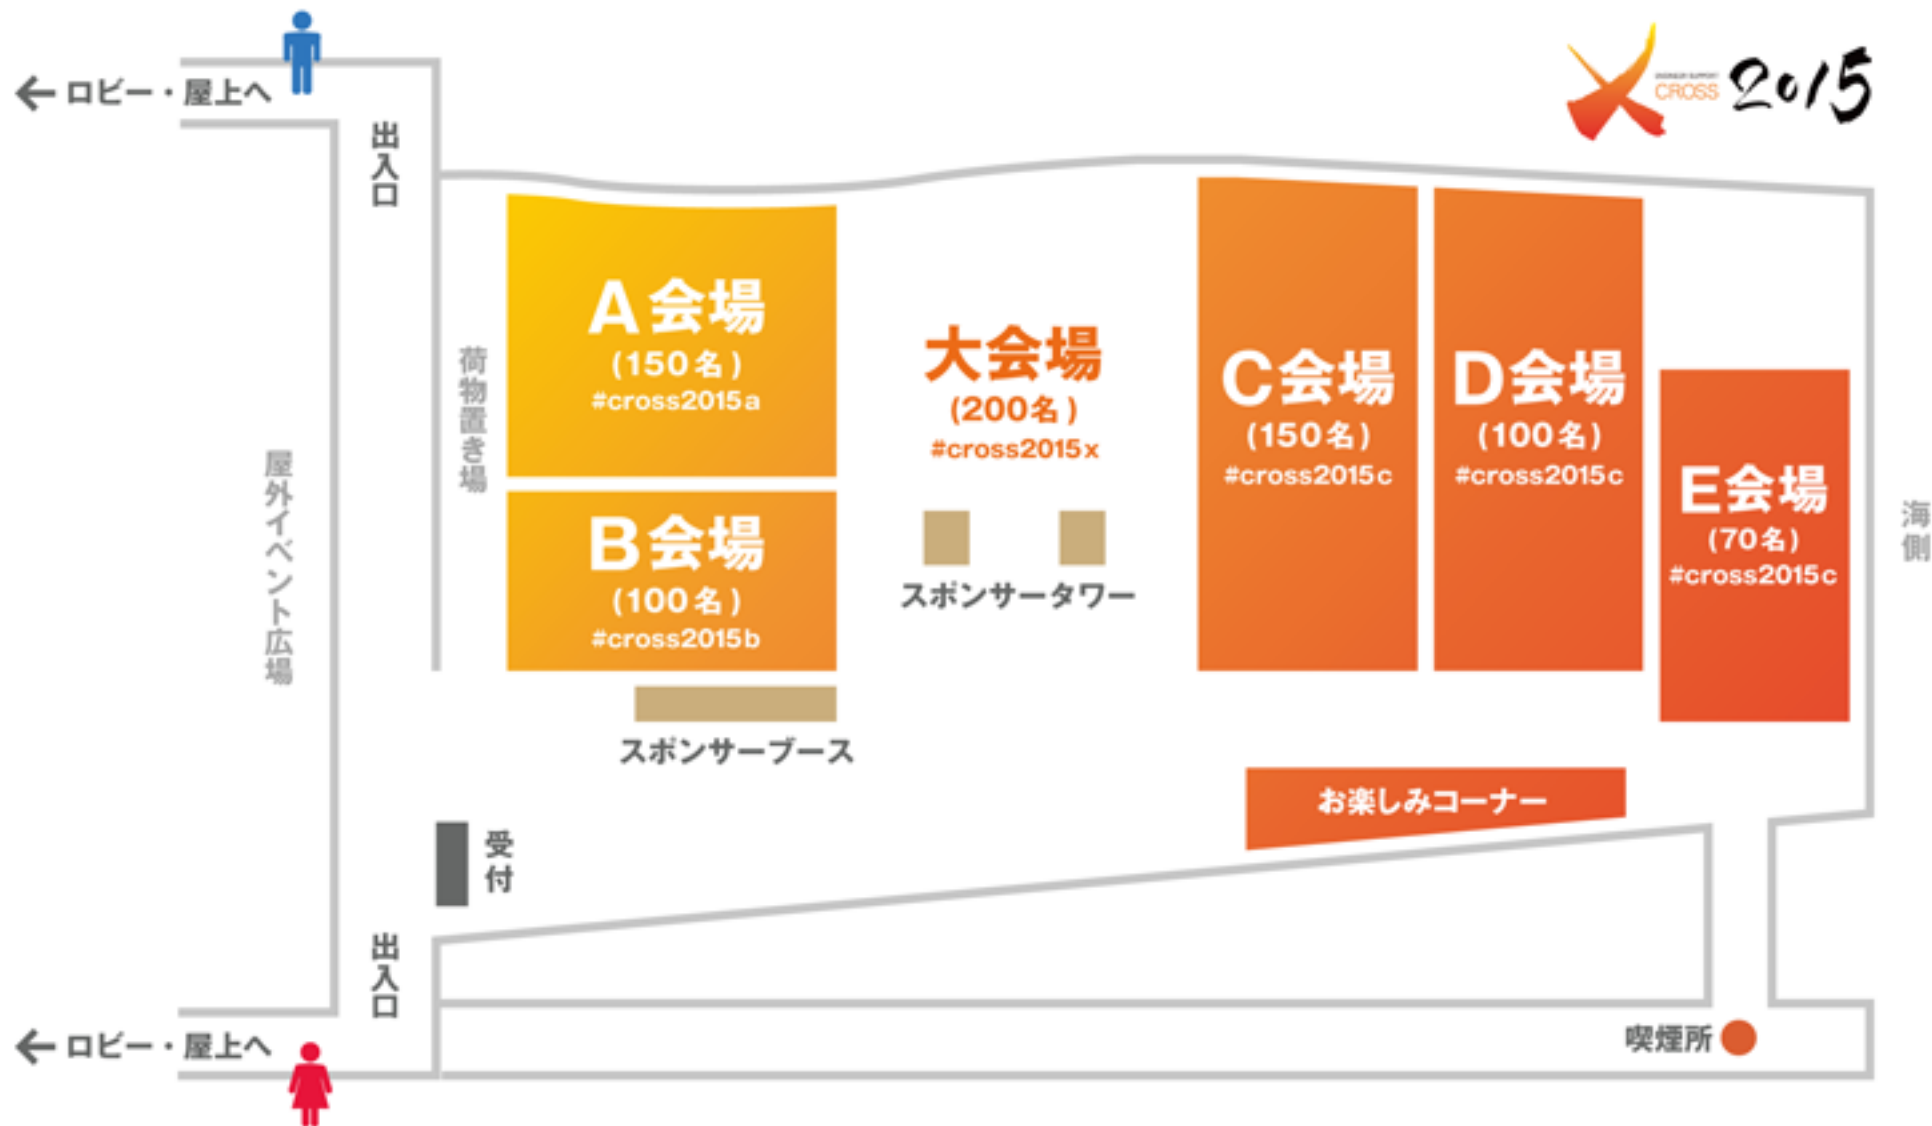 ←ロビー・屋上へ
ENGINEER SUPPORT
CROSS
2015
出入口
A会場
(150名)
#cross2015a
荷物置き場
大会場
(200名)
#cross2015x
C会場
(150名)
#cross2015c
D会場
(100名)
#cross2015c
E会場
(70名)
#cross2015c
海側
屋外イベント広場
B会場
(100名)
#cross2015b
スポンサータワー
スポンサーブース
お楽しみコーナー
受付
出入口
←ロビー・屋上へ
喫煙所